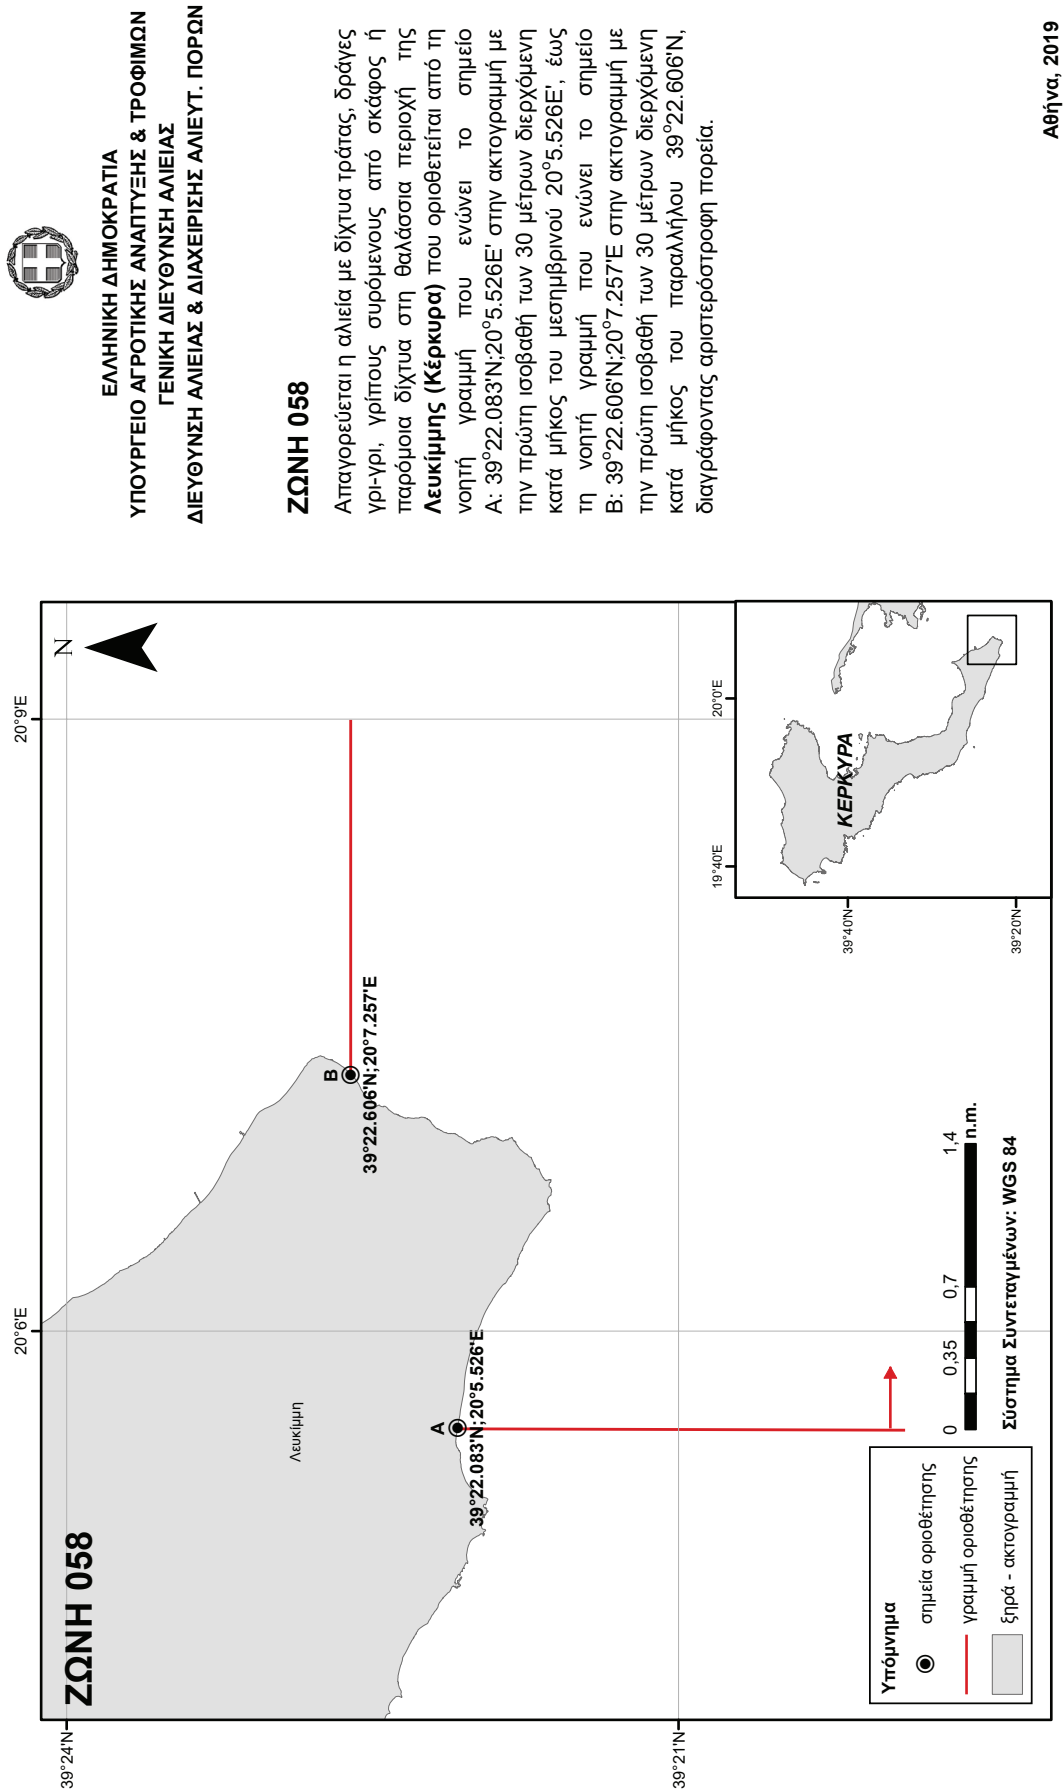 ΕΛΛΗΝΙΚΗ ΔΗΜΟΚΡΑΤΙΑ
ΥΠΟΥΡΓΕΙΟ ΑΓΡΟΤΙΚΗΣ ΑΝΑΠΤΥΞΗΣ & ΤΡΟΦΙΜΩΝ
ΓΕΝΙΚΗ ΔΙΕΥΘΥΝΣΗ ΑΛΙΕΙΑΣ
ΔΙΕΥΘΥΝΣΗ ΑΛΙΕΙΑΣ & ΔΙΑΧΕΙΡΙΣΗΣ ΑΛΙΕΥΤ. ΠΟΡΩΝ
ΖΩΝΗ 058
Απαγορεύεται η αλιεία με δίχτυα τράτας, δράγες
γρι-γρι, γρίπους συρόμενους από σκάφος ή
παρόμοια δίχτυα στη θαλάσσια περιοχή της
Λευκίμμης (Κέρκυρα) που οριοθετείται από τη
νοητή γραμμή που ενώνει το σημείο
Α: 39°22.083'Ν;20°5.526Ε' στην ακτογραμμή με
την πρώτη ισοβαθή των 30 μέτρων διερχόμενη
κατά μήκος του μεσημβρινού 20°5.526Ε', έως
τη νοητή γραμμή που ενώνει το σημείο
Β: 39°22.606'Ν;20°7.257'Ε στην ακτογραμμή με
την πρώτη ισοβαθή των 30 μέτρων διερχόμενη
κατά μήκος του παραλλήλου 39°22.606'Ν,
διαγράφοντας αριστερόστροφη πορεία.
Αθήνα, 2019
ΖΩΝΗ 058
20°6'E
20°9'E
39°24'N
39°21'N
N
Λευκίμμη
A
39°22.083'N;20°5.526'E
B
39°22.606'N;20°7.257'E
Υπόμνημα
σημεία οριοθέτησης
γραμμή οριοθέτησης
ξηρά - ακτογραμμή
0 0,35 0,7 1,4
n.m.
Σύστημα Συντεταγμένων: WGS 84
19°40'E
20°0'E
39°40'N
39°20'N
ΚΕΡΚΥΡΑ